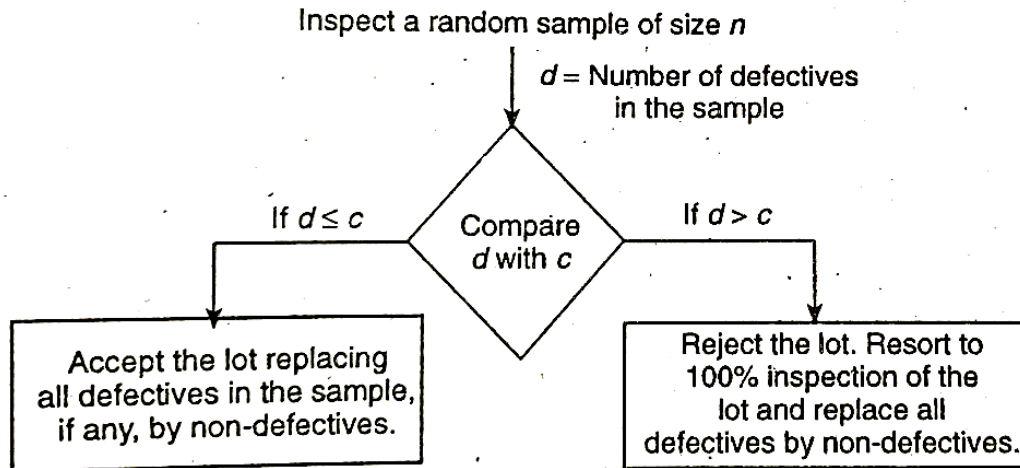 Inspect a random sample of size n
d = Number of defectives
in the sample
If d ≤ c
Compare
d with c
If d > c
Accept the lot replacing
all defectives in the sample,
if any, by non-defectives.
Reject the lot. Resort to
100% inspection of the
lot and replace all
defectives by non-defectives.